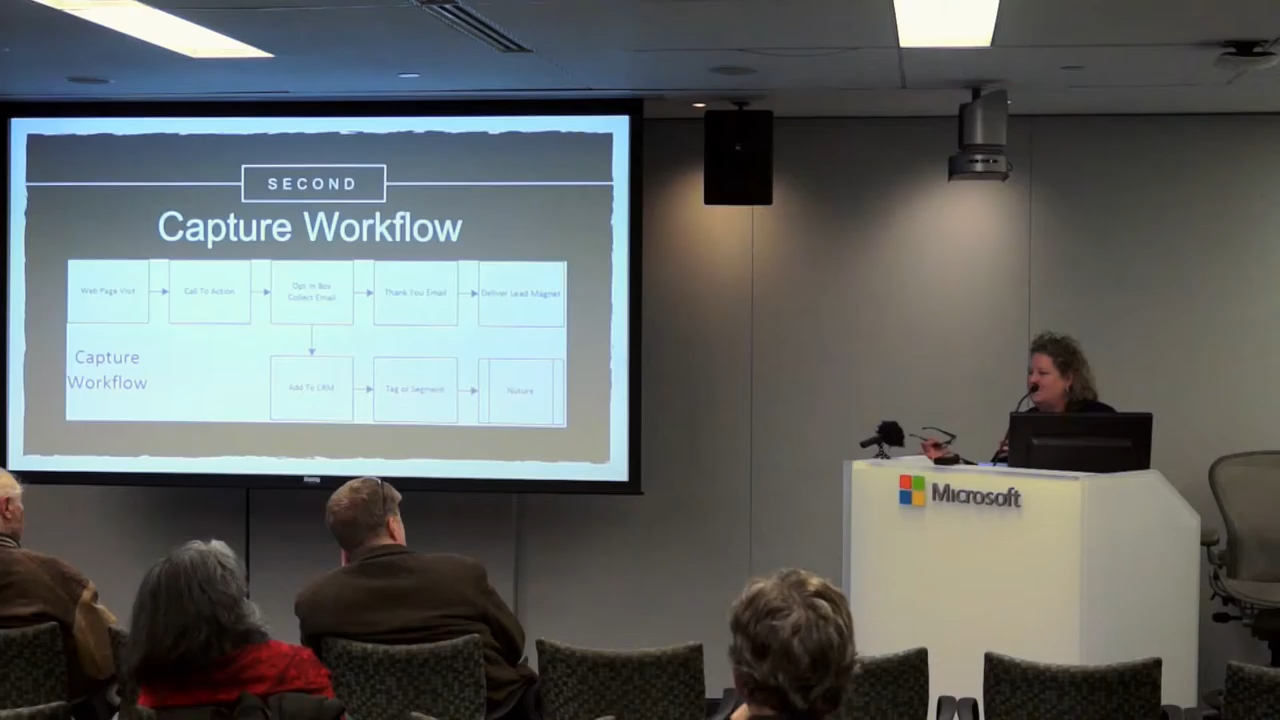 SECOND
Capture Workflow
Web Page Visit
Call To Action
Opt In Box
Collect Email
Thank You Email
Deliver Lead Magnet
Capture
Workflow
Add To CRM
Tag or Segment
Nuture
Microsoft